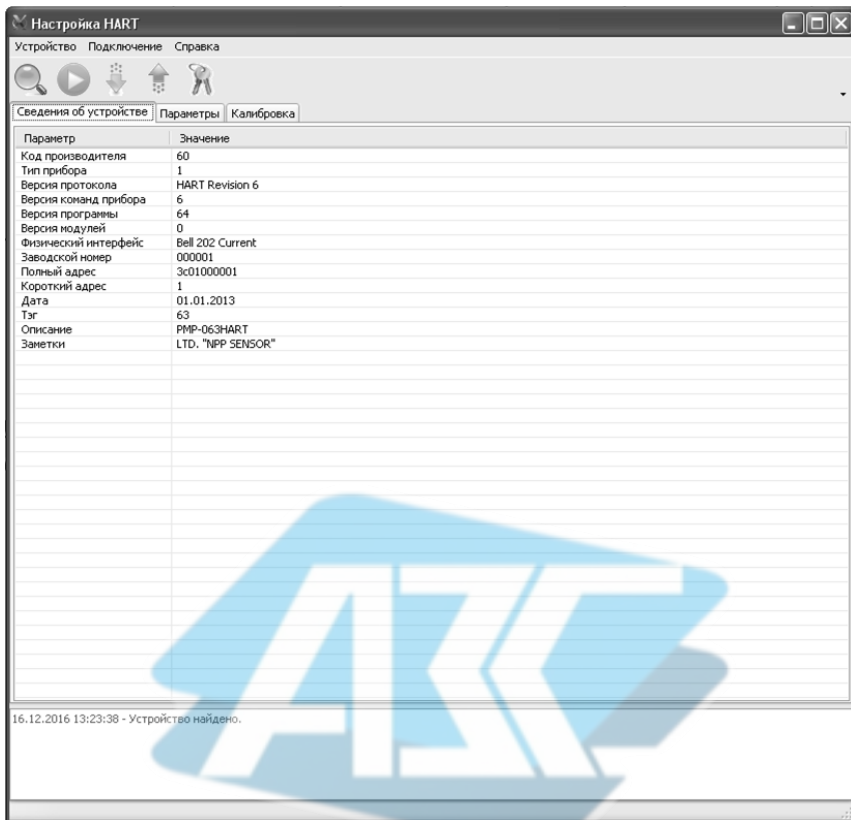 Настройка HART
Устройство Подключение Справка
Сведения об устройстве Параметры Калибровка
Параметр Значение
Код производителя 60
Тип прибора 1
Версия протокола HART Revision 6
Версия команд прибора 6
Версия программы 64
Версия модулей 0
Физический интерфейс Bell 202 Current
Заводской номер 000001
Полный адрес 3c01000001
Короткий адрес 1
Дата 01.01.2013
Тэг 63
Описание PMP-063HART
Заметки LTD. "NPP SENSOR"
16.12.2016 13:23:38 - Устройство найдено.
АЗС